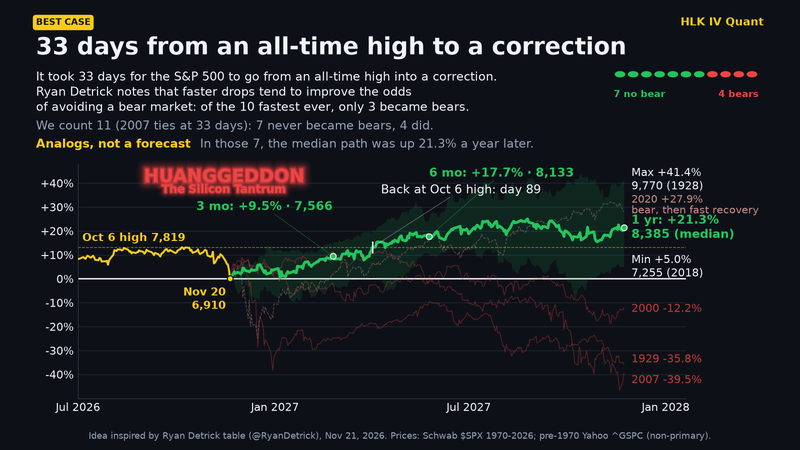 BEST CASE
HLK IV Quant
33 days from an all-time high to a correction
It took 33 days for the S&P 500 to go from an all-time high into a correction.
Ryan Detrick notes that faster drops tend to improve the odds
of avoiding a bear market: of the 10 fastest ever, only 3 became bears.
7 no bear
4 bears
We count 11 (2007 ties at 33 days): 7 never became bears, 4 did.
Analogs, not a forecast In those 7, the median path was up 21.3% a year later.
HUANGGEDDON
The Silicon Tantrum
6 mo: +17.7% · 8,133
Back at Oct 6 high: day 89
3 mo: +9.5% · 7,566
Oct 6 high 7,819
Nov 20
6,910
+40%
+30%
+20%
+10%
0%
-10%
-20%
-30%
-40%
Max +41.4%
9,770 (1928)
2020 +27.9%
bear, then fast recovery
1 yr: +21.3%
8,385 (median)
Min +5.0%
7,255 (2018)
2000 -12.2%
1929 -35.8%
2007 -39.5%
Jul 2026
Jan 2027
Jul 2027
Jan 2028
Idea inspired by Ryan Detrick table (@RyanDetrick), Nov 21, 2026. Prices: Schwab $SPX 1970-2026; pre-1970 Yahoo ^GSPC (non-primary).